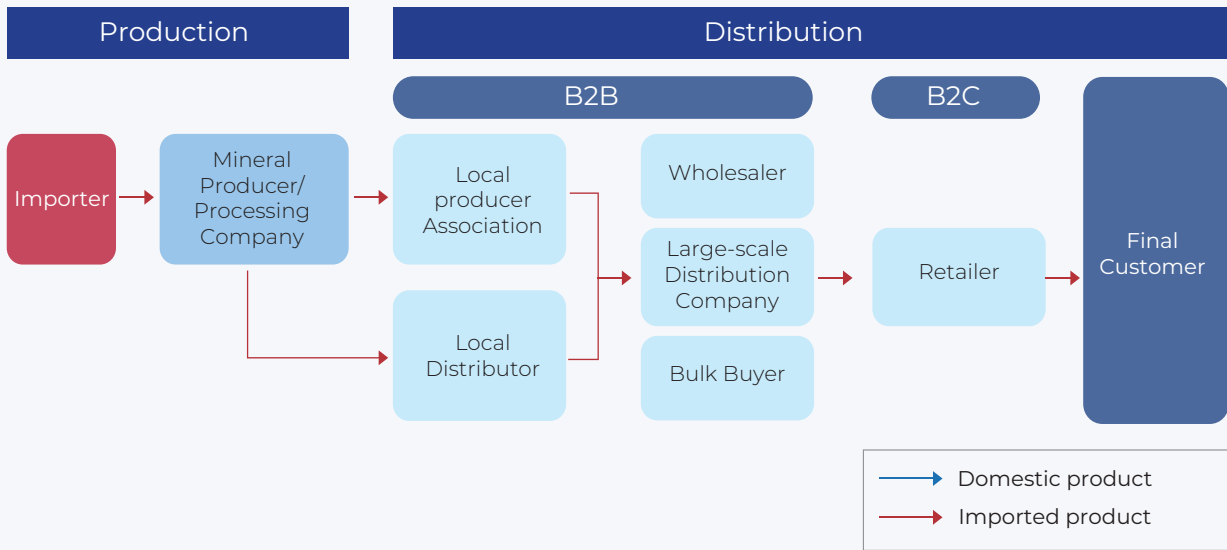 Production
Distribution
B2B
B2C
Importer
Mineral
Producer/
Processing
Company
Local
producer
Association
Local
Distributor
Wholesaler
Large-scale
Distribution
Company
Bulk Buyer
Retailer
Final
Customer
Domestic product
Imported product